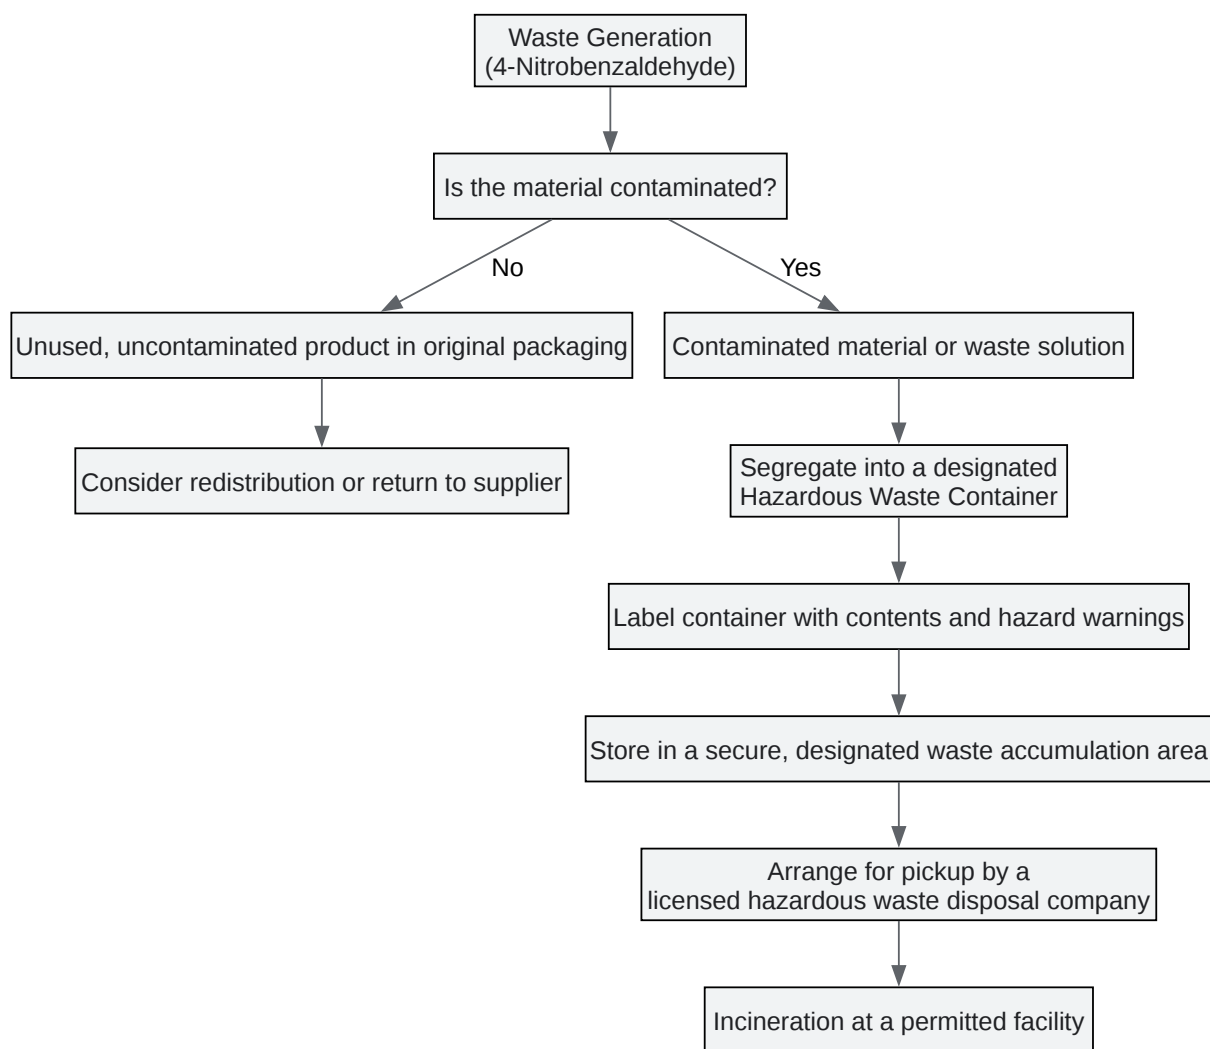 Waste Generation
(4-Nitrobenzaldehyde)
Is the material contaminated?
No
Yes
Unused, uncontaminated product in original packaging
Contaminated material or waste solution
Consider redistribution or return to supplier
Segregate into a designated
Hazardous Waste Container
Label container with contents and hazard warnings
Store in a secure, designated waste accumulation area
Arrange for pickup by a
licensed hazardous waste disposal company
Incineration at a permitted facility